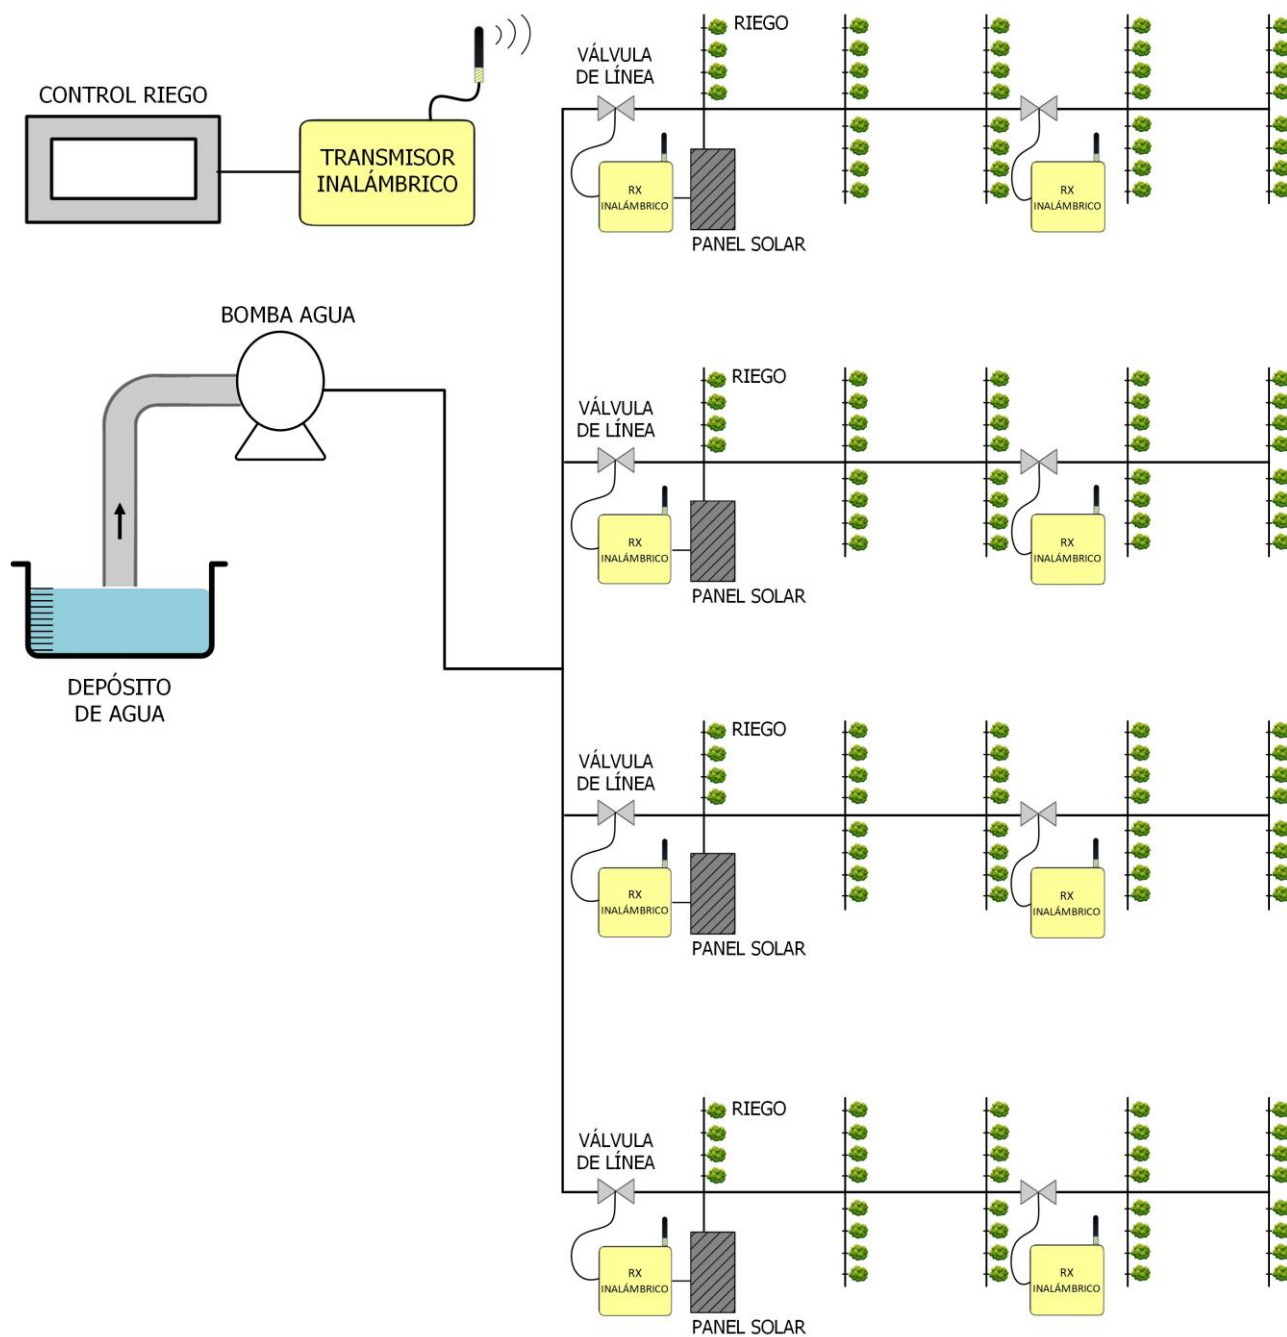 CONTROL RIEGO
TRANSMISOR
INALÁMBRICO
VÁLVULA
DE LÍNEA
RIEGO
RX
INALÁMBRICO
PANEL SOLAR
RX
INALÁMBRICO
BOMBA AGUA
DEPÓSITO
DE AGUA
VÁLVULA
DE LÍNEA
RIEGO
RX
INALÁMBRICO
PANEL SOLAR
RX
INALÁMBRICO
VÁLVULA
DE LÍNEA
RIEGO
RX
INALÁMBRICO
PANEL SOLAR
RX
INALÁMBRICO
VÁLVULA
DE LÍNEA
RIEGO
RX
INALÁMBRICO
PANEL SOLAR
RX
INALÁMBRICO